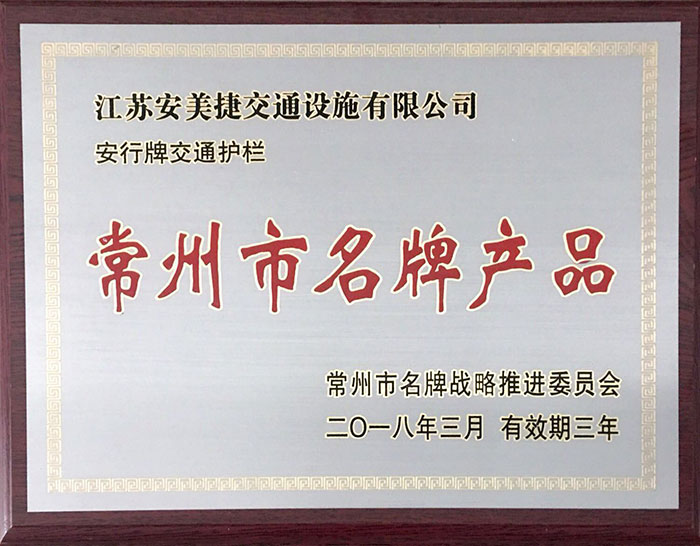 江苏安美捷交通设施有限公司
安行牌交通护栏
常州市名牌产品
常州市名牌战略推进委员会
二〇一八年三月 有效期三年